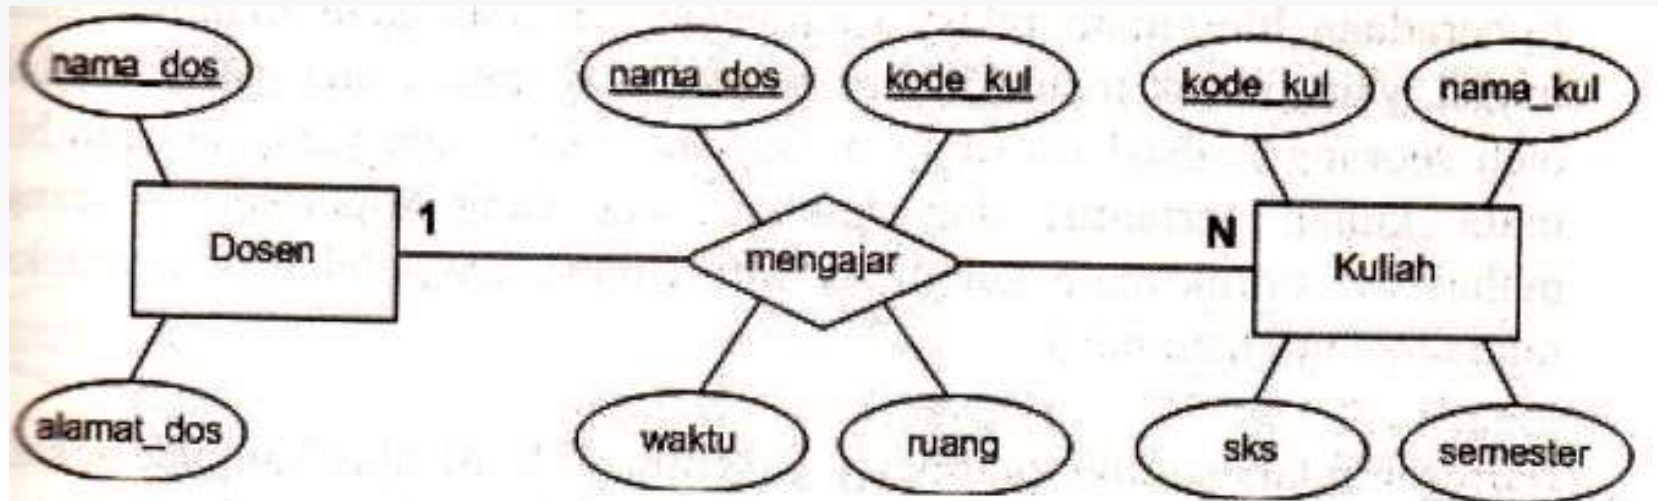 nama_dos
nama_dos
kode_kul
kode_kul
nama_kul
Dosen
1
mengajar
N
Kuliah
alamat_dos
waktu
ruang
sks
semester